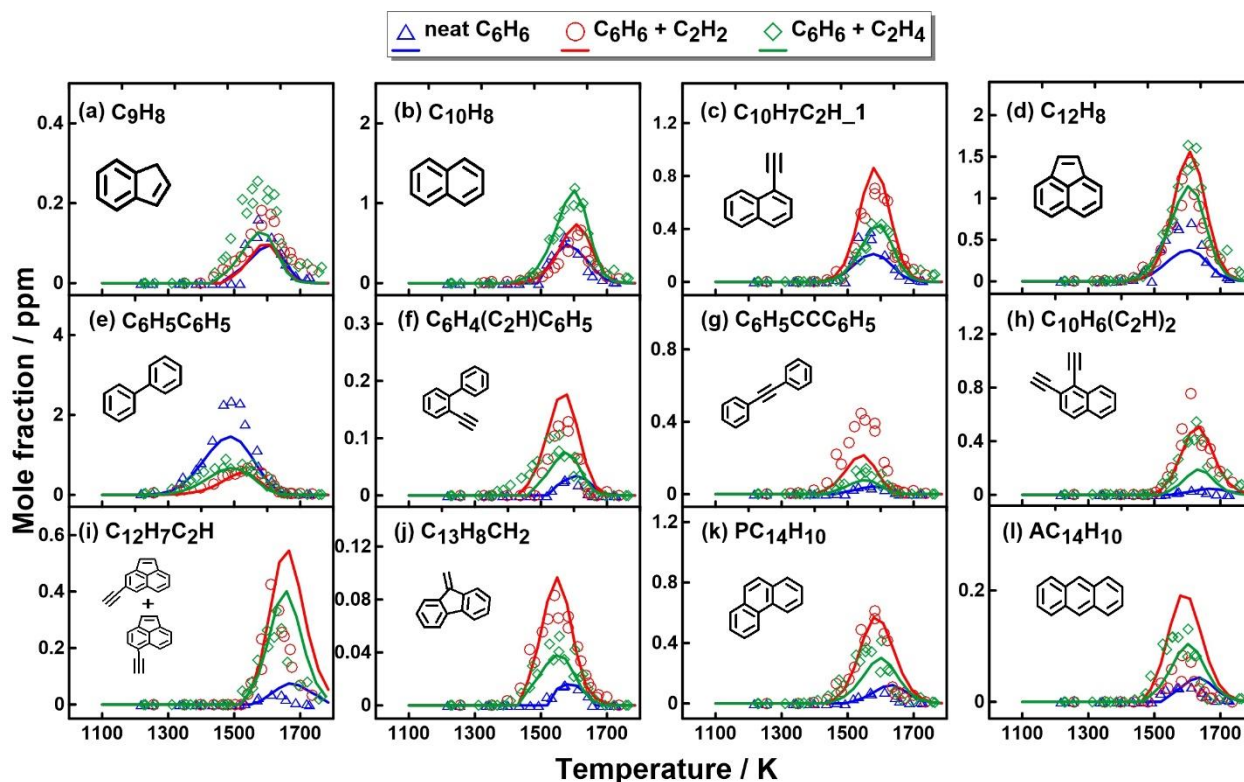 neat C6H6 C6H6 + C2H2 C6H6 + C2H4
(a) C9H8 (b) C10H8 (c) C10H7C2H_1 (d) C12H8
0.4 4 1.2 2
1.5
0.2 2 0.8 1
0.4 0.5
0 0 0 0
(e) C6H5C6H5 (f) C6H4(C2H)C6H5 (g) C6H5CCC6H5 (h) C10H6(C2H)2
4 0.3 0.8 1.2
0.2 0.8
2 0.4
0.1 0.4
0 0 0 0
(i) C12H7C2H (j) C13H8CH2 (k) PC14H10 (l) AC14H10
0.6 0.12 1.2
0.4 0.08 0.8 0.2
+
0.2 0.04 0.4
0 0 0 0
1100 1300 1500 1700 1100 1300 1500 1700 1100 1300 1500 1700 1100 1300 1500 1700
Mole fraction / ppm
Temperature / K